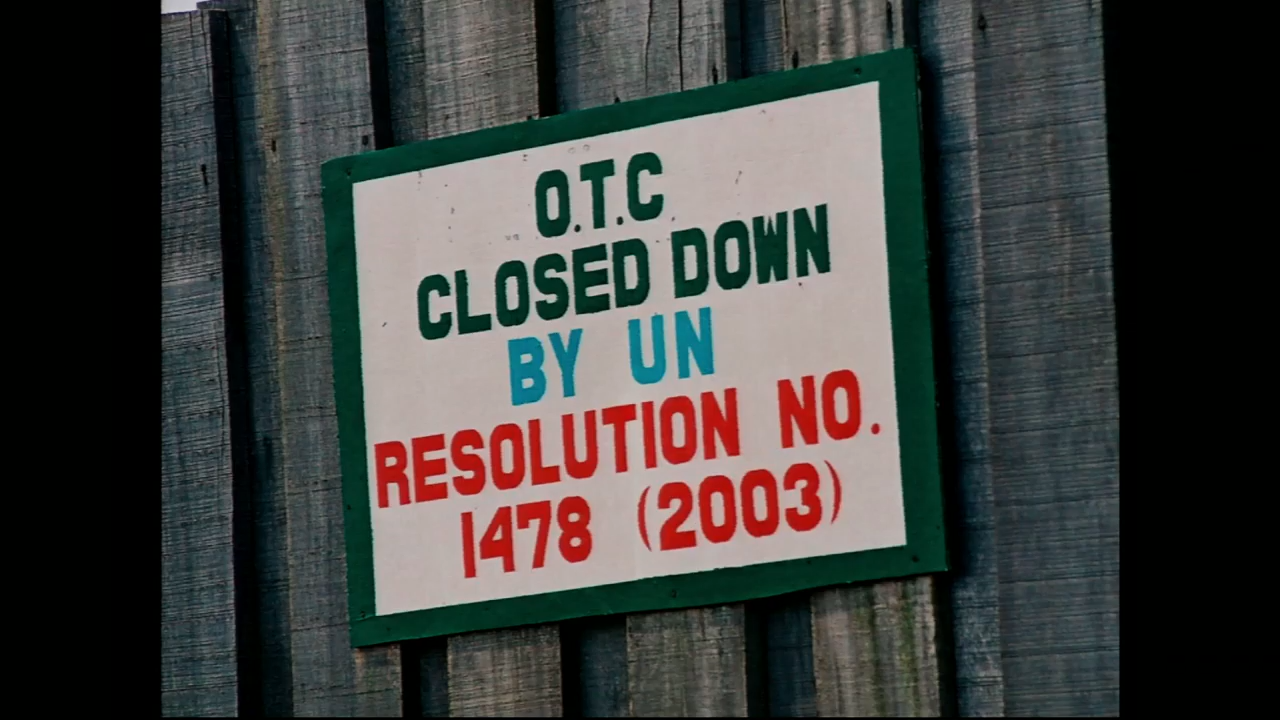 O.T.C
CLOSED DOWN
BY UN
RESOLUTION NO.
1478 (2003)